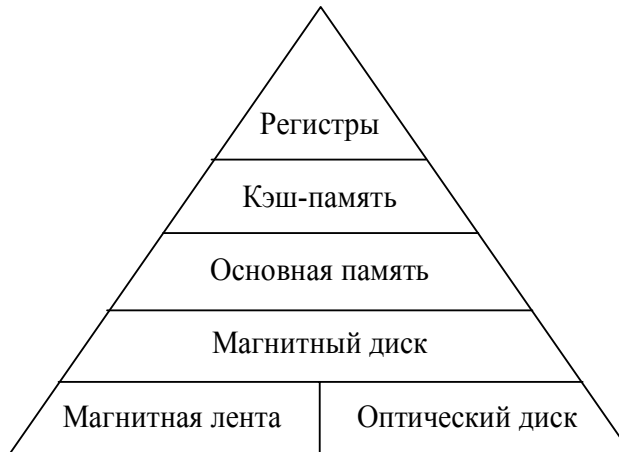 Регистры
Кэш-память
Основная память
Магнитный диск
Магнитная лента
Оптический диск